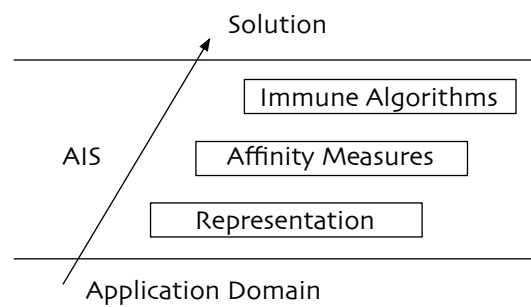 Solution
Immune Algorithms
AIS
Affinity Measures
Representation
Application Domain